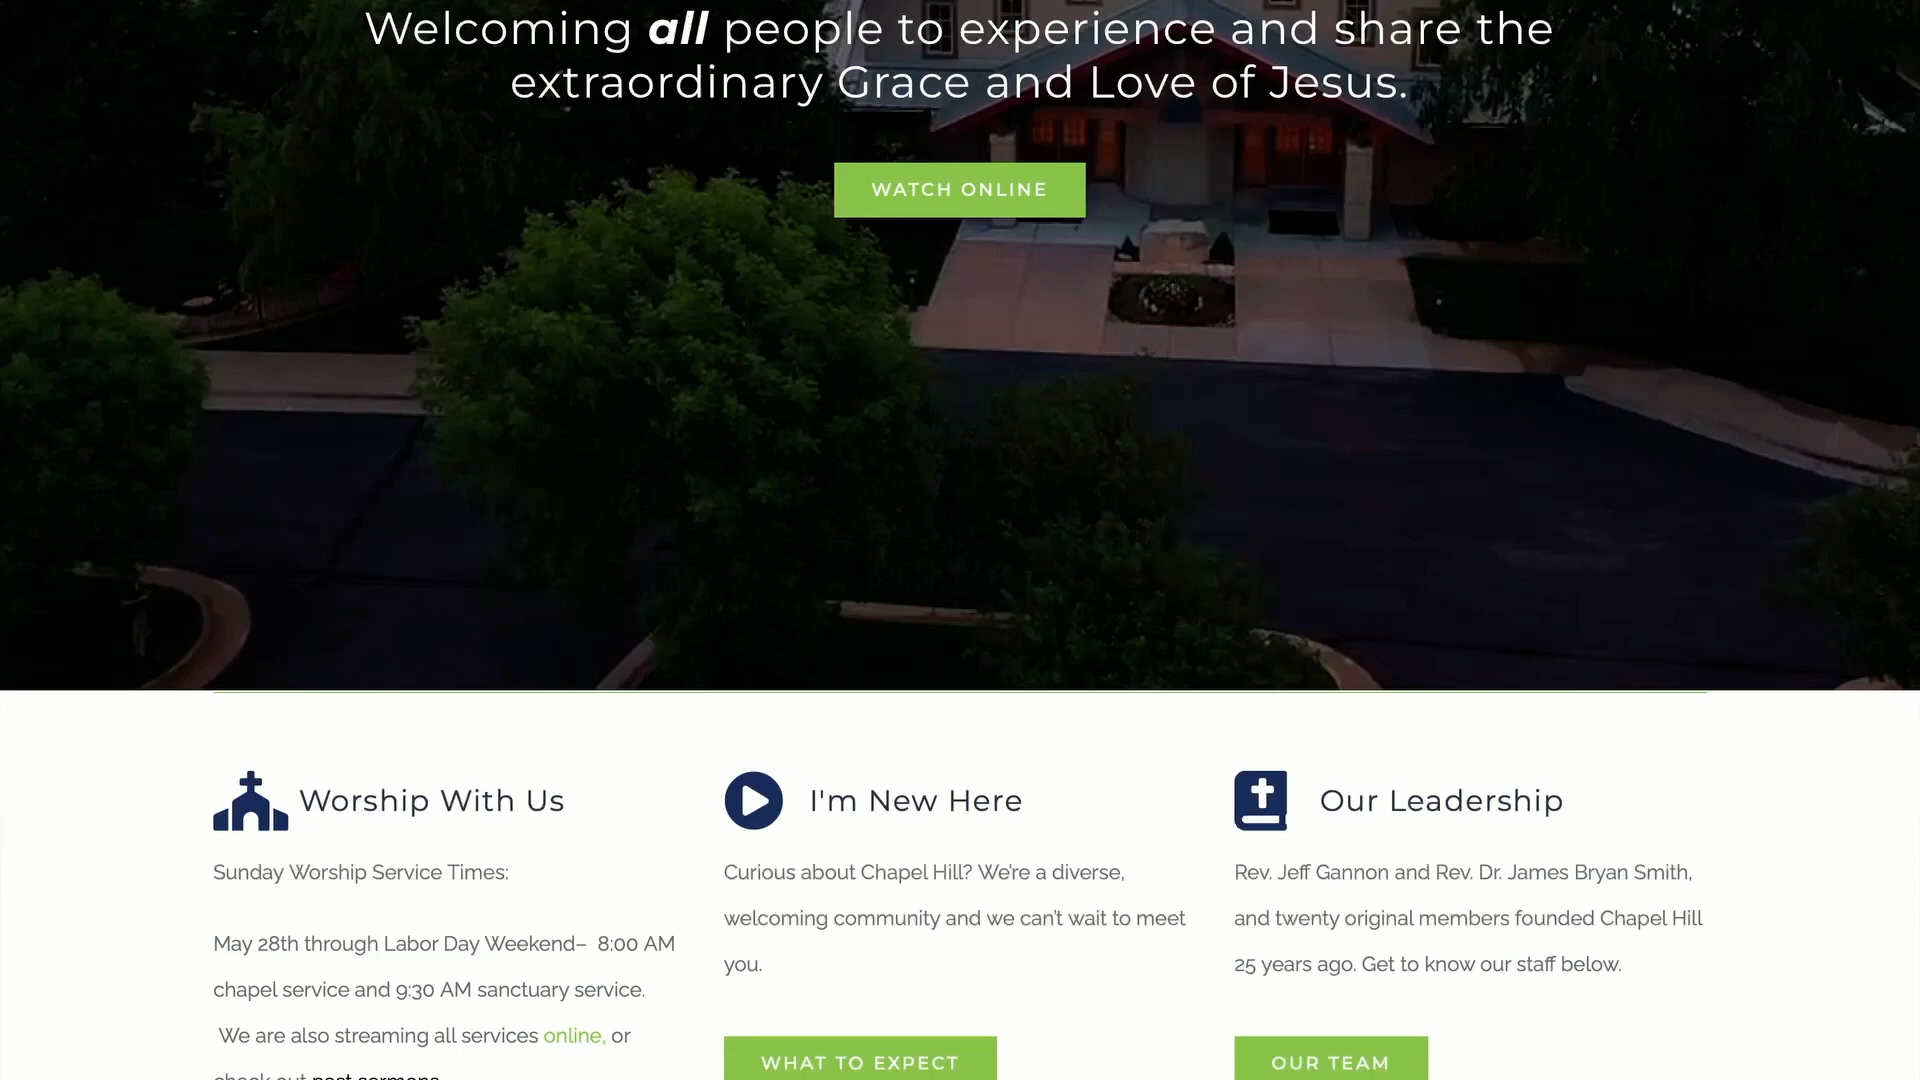 Welcoming all people to experience and share the
extraordinary Grace and Love of Jesus.
WATCH ONLINE
Worship With Us
Sunday Worship Service Times:
May 28th through Labor Day Weekend– 8:00 AM
chapel service and 9:30 AM sanctuary service.
We are also streaming all services online, or
check out past sermons.
I'm New Here
Curious about Chapel Hill? We're a diverse,
welcoming community and we can't wait to meet
you.
WHAT TO EXPECT
Our Leadership
Rev. Jeff Gannon and Rev. Dr. James Bryan Smith,
and twenty original members founded Chapel Hill
25 years ago. Get to know our staff below.
OUR TEAM